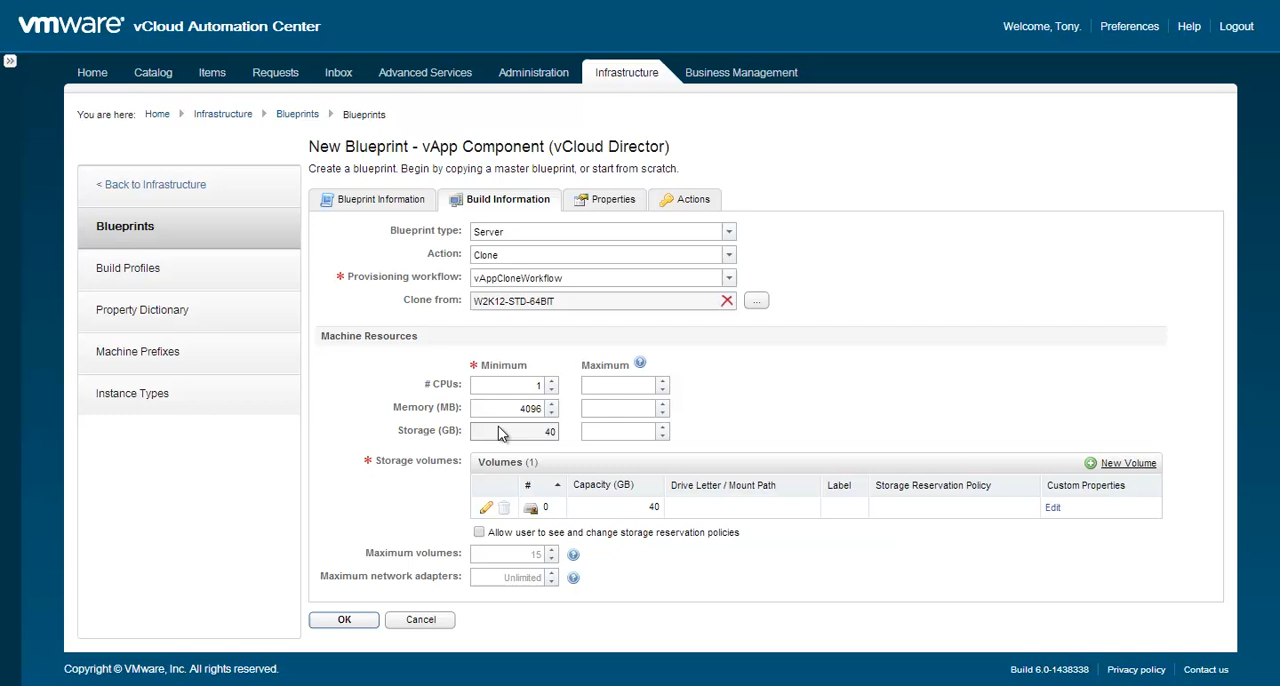 vmware® vCloud Automation Center
Welcome, Tony. Preferences Help Logout
Home Catalog Items Requests Inbox Advanced Services Administration Infrastructure Business Management
You are here: Home Infrastructure Blueprints Blueprints
New Blueprint - vApp Component (vCloud Director)
Create a blueprint. Begin by copying a master blueprint, or start from scratch.
< Back to Infrastructure
Blueprints
Build Profiles
Property Dictionary
Machine Prefixes
Instance Types
Blueprint Information Build Information Properties Actions
Blueprint type: Server
Action: Clone
* Provisioning workflow: vAppCloneWorkflow
Clone from: W2K12-STD-64BIT ...
Machine Resources
* Minimum Maximum ?
# CPUs: 1
Memory (MB): 4096
Storage (GB): 40
* Storage volumes: Volumes (1) New Volume
# Capacity (GB) Drive Letter / Mount Path Label Storage Reservation Policy Custom Properties
0 40 Edit
Allow user to see and change storage reservation policies
Maximum volumes: 15 ?
Maximum network adapters: Unlimited ?
OK Cancel
Copyright © VMware, Inc. All rights reserved.
Build 6.0-1438338 Privacy policy Contact us